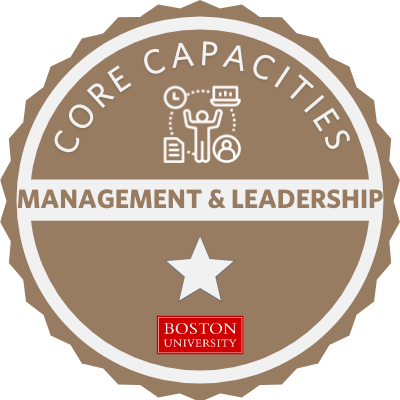 CORE CAPACITIES
MANAGEMENT & LEADERSHIP
BOSTON
UNIVERSITY